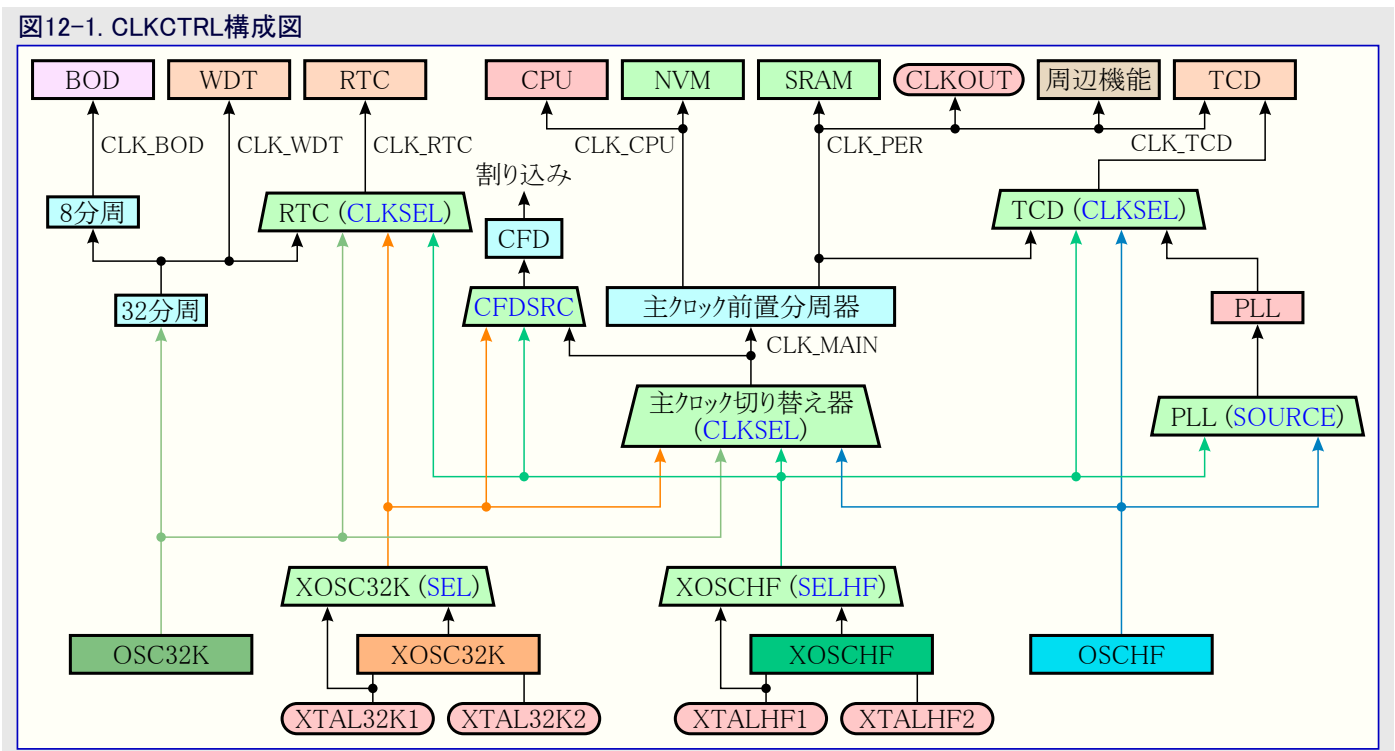 図12-1. CLKCTRL構成図
BOD
WDT
RTC
CPU
NVM
SRAM
CLKOUT
周辺機能
TCD
CLK_BOD
CLK_WDT
CLK_RTC
CLK_CPU
CLK_PER
CLK_TCD
割り込み
8分周
RTC (CLKSEL)
CFD
TCD (CLKSEL)
32分周
CFDSRC
主クロック前置分周器
PLL
CLK_MAIN
主クロック切り替え器
(CLKSEL)
PLL (SOURCE)
XOSC32K (SEL)
XOSCHF (SELHF)
OSC32K
XOSC32K
XOSCHF
OSCHF
XTAL32K1
XTAL32K2
XTALHF1
XTALHF2